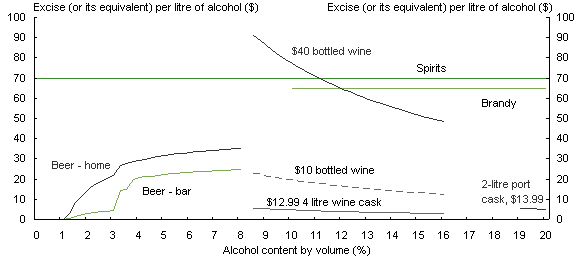 Excise (or its equivalent) per litre of alcohol ($)
Excise (or its equivalent) per litre of alcohol ($)
100
100
90
90
80
80
70
70
60
60
50
50
40
40
30
30
20
20
10
10
0
0
$40 bottled wine
Spirits
Brandy
Beer - home
Beer - bar
$10 bottled wine
$12.99 4 litre wine cask
2-litre port
cask, $13.99
0 1 2 3 4 5 6 7 8 9 10 11 12 13 14 15 16 17 18 19 20
Alcohol content by volume (%)